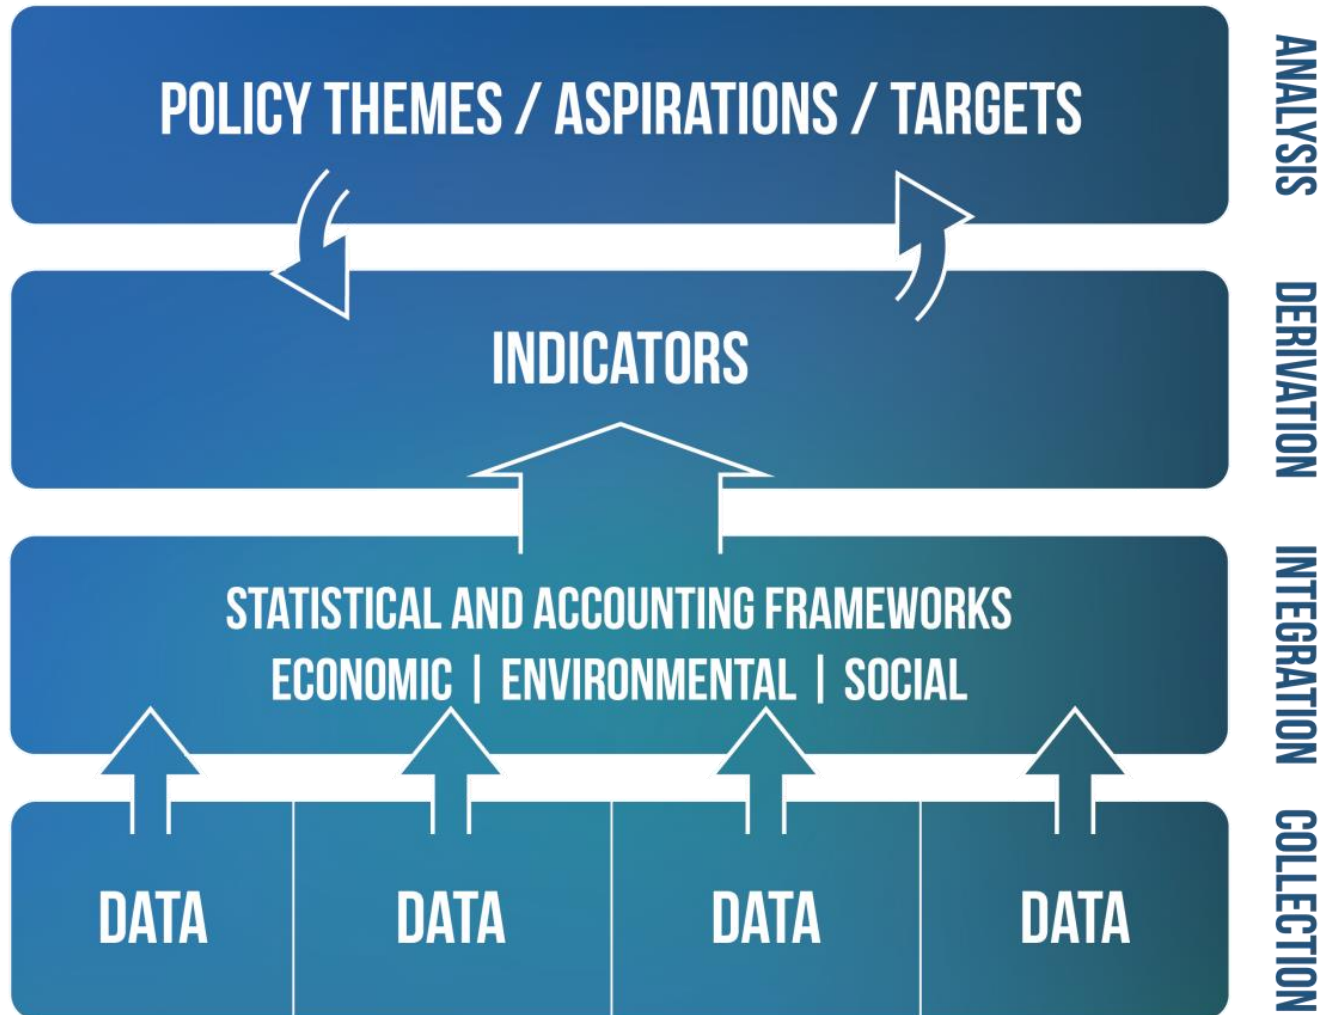 POLICY THEMES / ASPIRATIONS / TARGETS
ANALYSIS
INDICATORS
DERIVATION
STATISTICAL AND ACCOUNTING FRAMEWORKS
ECONOMIC | ENVIRONMENTAL | SOCIAL
INTEGRATION
DATA
DATA
DATA
DATA
COLLECTION